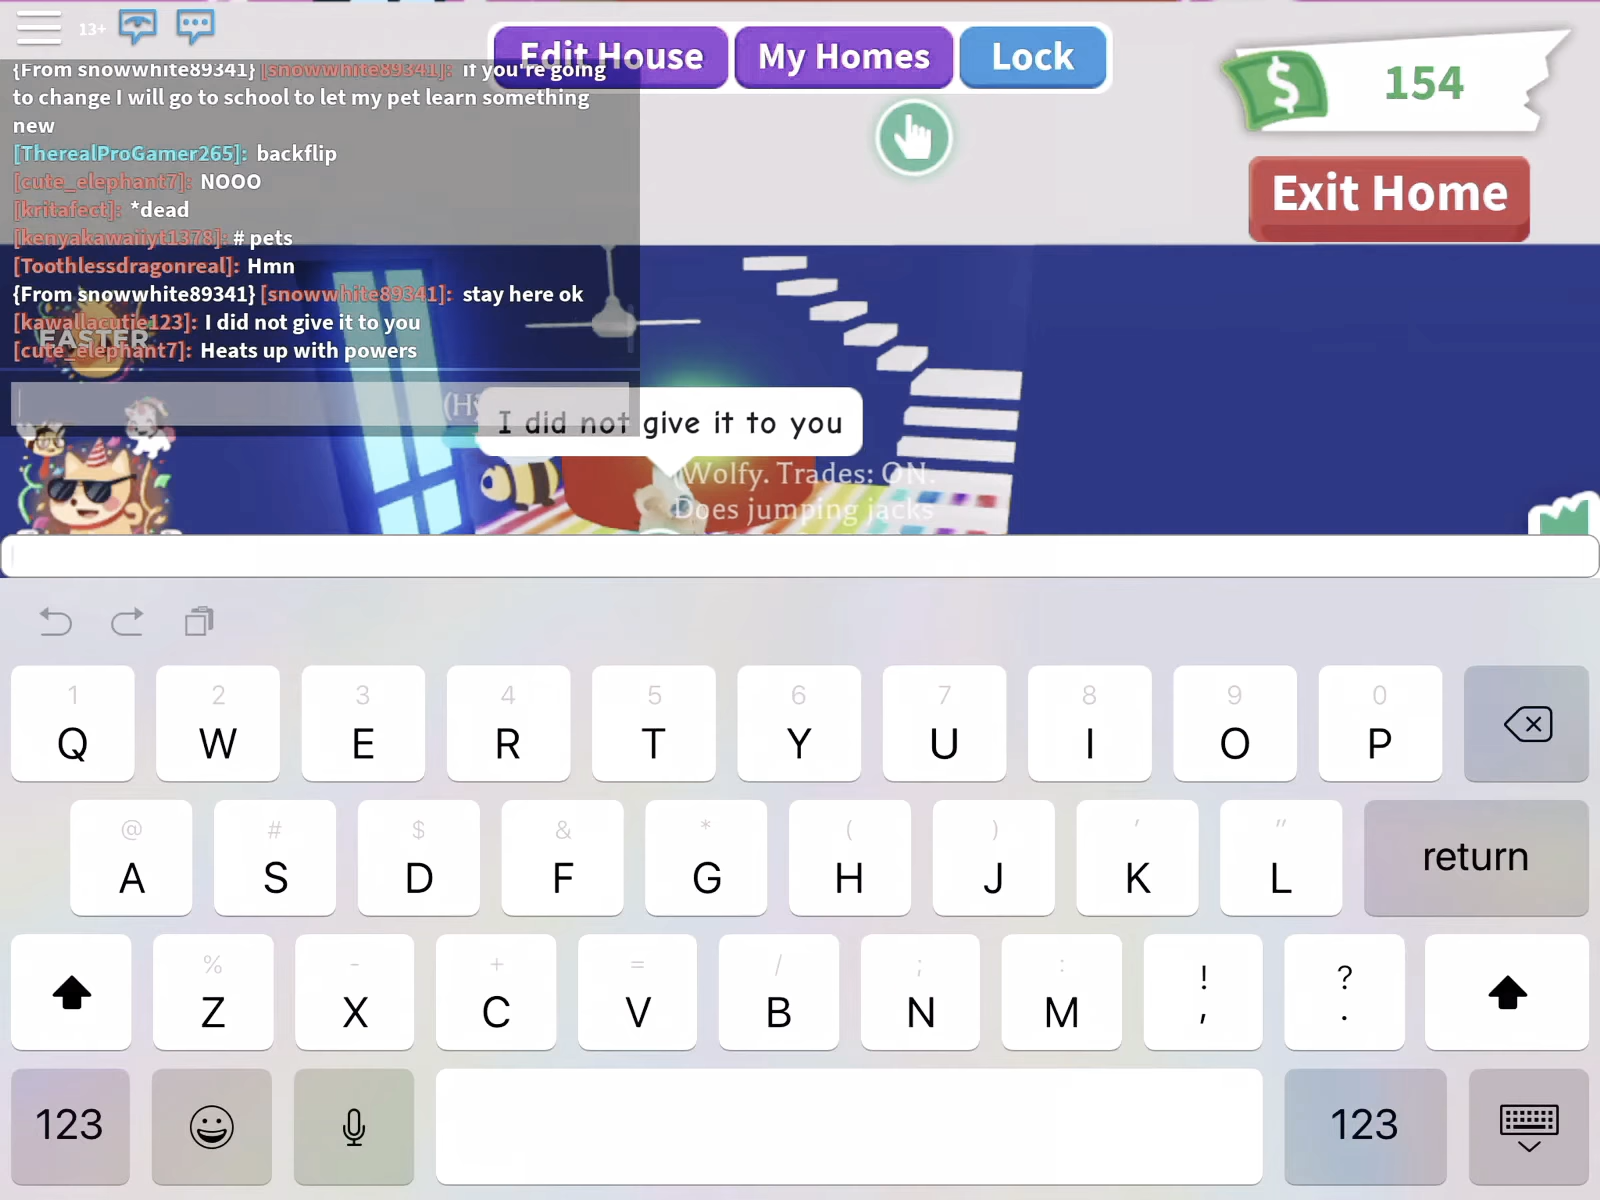 13+
Edit House
My Homes
Lock
154
Exit Home
{From snowwhite89341} [snowwhite89341]: If you're going
to change I will go to school to let my pet learn something
new
[TherealProGamer265]: backflip
[cute_elephant7]: NOOO
[kritafect]: *dead
[kenyakawaiiyt1378]: # pets
[Toothlessdragonreal]: Hmn
{From snowwhite89341} [snowwhite89341]: stay here ok
[kawallacutie123]: I did not give it to you
EASTER
[cute_elephant7]: Heats up with powers
I did not give it to you
Wolfy. Trades: ON.
Does jumping jacks
1 2 3 4 5 6 7 8 9 0
Q W E R T Y U I O P
@ # $ & * ( ) ' "
A S D F G H J K L return
% - + = / ; : ! ?
Z X C V B N M , .
123 123